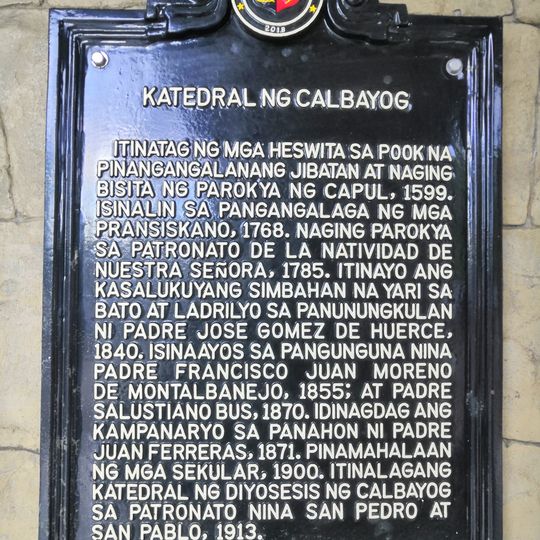 2018
KATEDRAL NG CALBAYOG
ITINATAG NG MGA HESWITA SA POOK NA
PINANGANGALANANG JIBATAN AT NAGING
BISITA NG PAROKYA NG CAPUL, 1599.
ISINALIN SA PANGANGALAGA NG MGA
PRANSISKANO, 1768. NAGING PAROKYA
SA PATRONATO DE LA NATIVIDAD DE
NUESTRA SEÑORA, 1785. ITINAYO ANG
KASALUKUYANG SIMBAHAN NA YARI SA
BATO AT LADRILYO SA PANUNUNGKULAN
NI PADRE JOSE GOMEZ DE HUERCE,
1840. ISINAAYOS SA PANGUNGUNA NINA
PADRE FRANCISCO JUAN MORENO
DE MONTALBANEJO, 1855; AT PADRE
SALUSTIANO BUS, 1870. IDINAGDAG ANG
KAMPANARYO SA PANAHON NI PADRE
JUAN FERRERAS, 1871. PINAMAHALAAN
NG MGA SEKULAR, 1900. ITINALAGANG
KATEDRAL NG DIYOSESIS NG CALBAYOG
SA PATRONATO NINA SAN PEDRO AT
SAN PABLO, 1913.